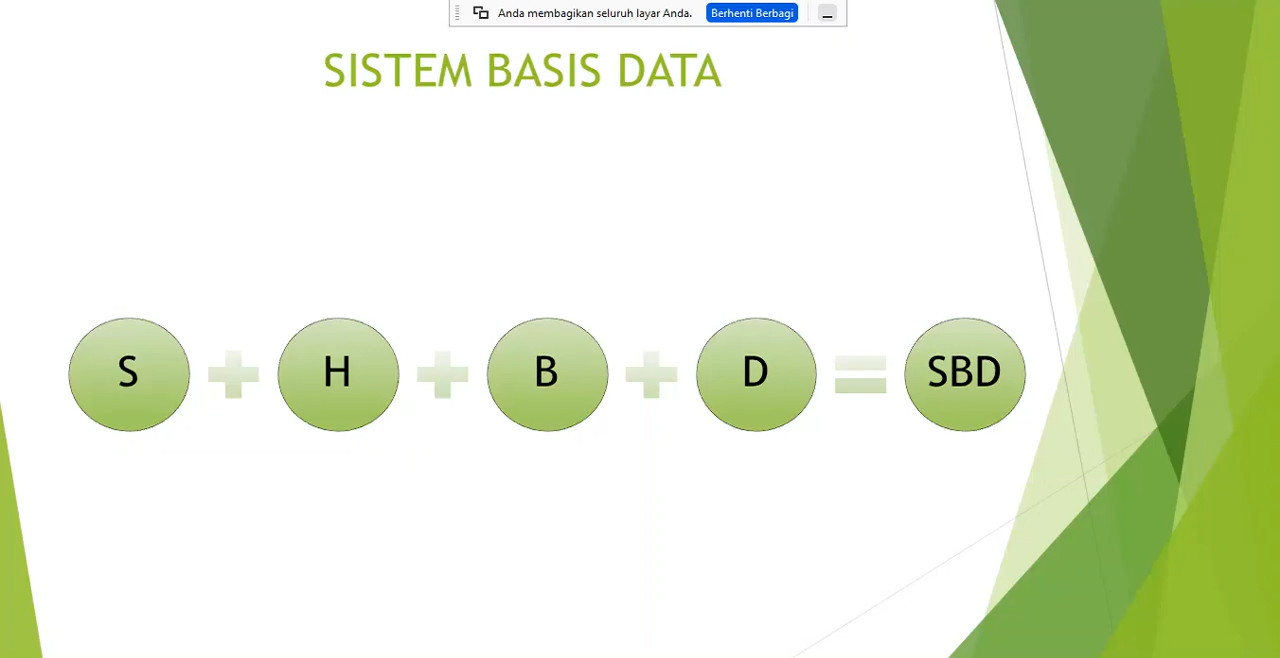 Anda membagikan seluruh layar Anda. Berhenti Berbagi
SISTEM BASIS DATA
S + H + B + D = SBD